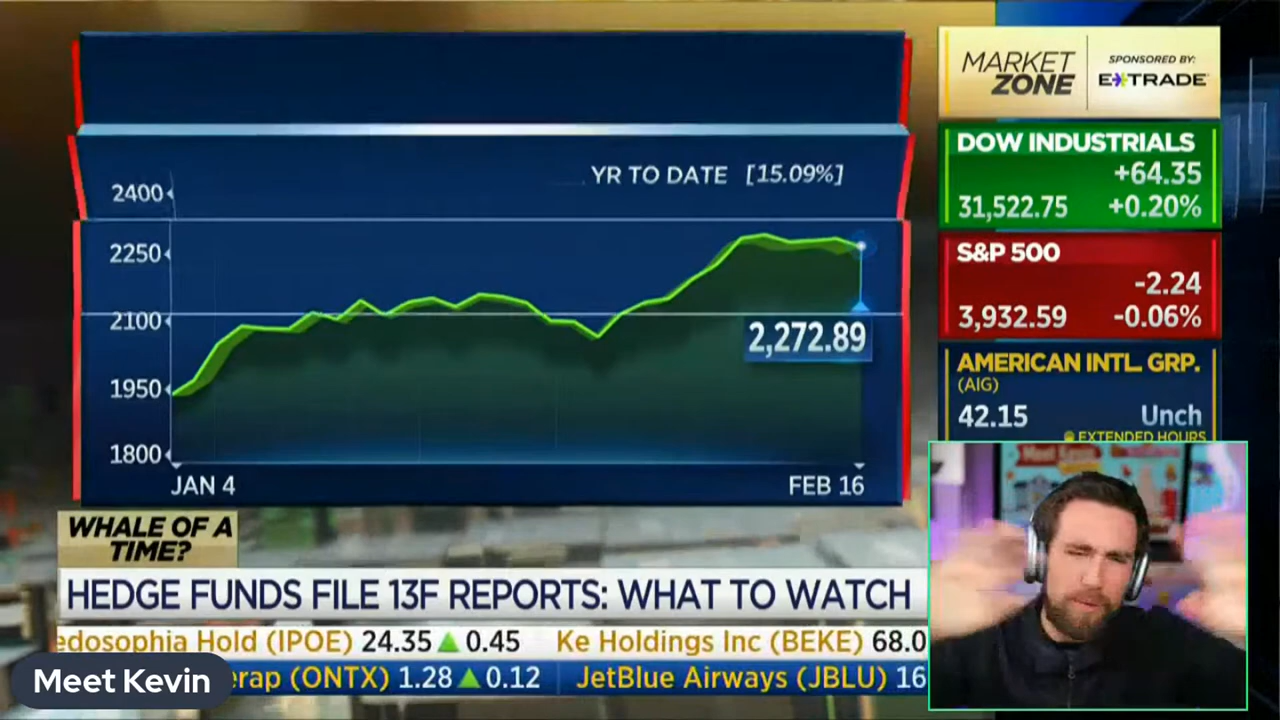 YR TO DATE [15.09%]
2400
2250
2100
1950
1800
2,272.89
JAN 4
FEB 16
MARKET
ZONE
SPONSORED BY:
E*TRADE
DOW INDUSTRIALS
+64.35
31,522.75 +0.20%
S&P 500
-2.24
3,932.59 -0.06%
AMERICAN INTL. GRP.
(AIG)
42.15 Unch
EXTENDED HOURS
Meet Kevin
WHALE OF A
TIME?
HEDGE FUNDS FILE 13F REPORTS: WHAT TO WATCH
edosophia Hold (IPOE) 24.35 ▲ 0.45 Ke Holdings Inc (BEKE) 68.0
erap (ONTX) 1.28 ▲ 0.12 JetBlue Airways (JBLU) 16
Meet Kevin